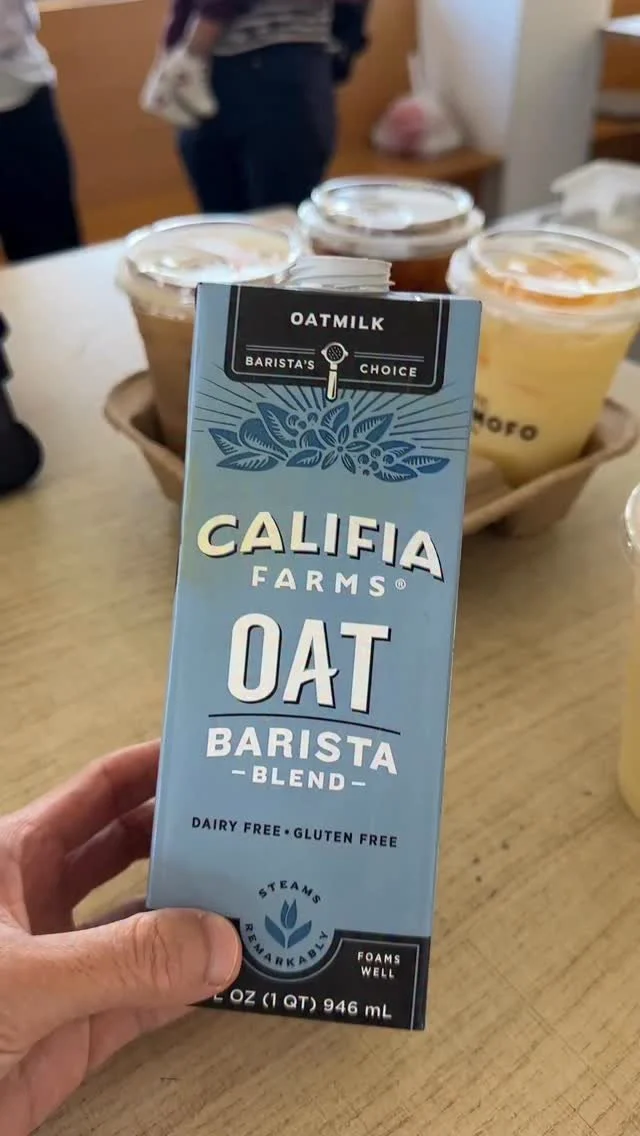 OATMILK
BARISTA'S CHOICE
CALIFIA
FARMS®
OAT
BARISTA
–BLEND–
DAIRY FREE • GLUTEN FREE
STEAMS
REMARKABLY
FOAMS
WELL
OZ (1 QT) 946 mL